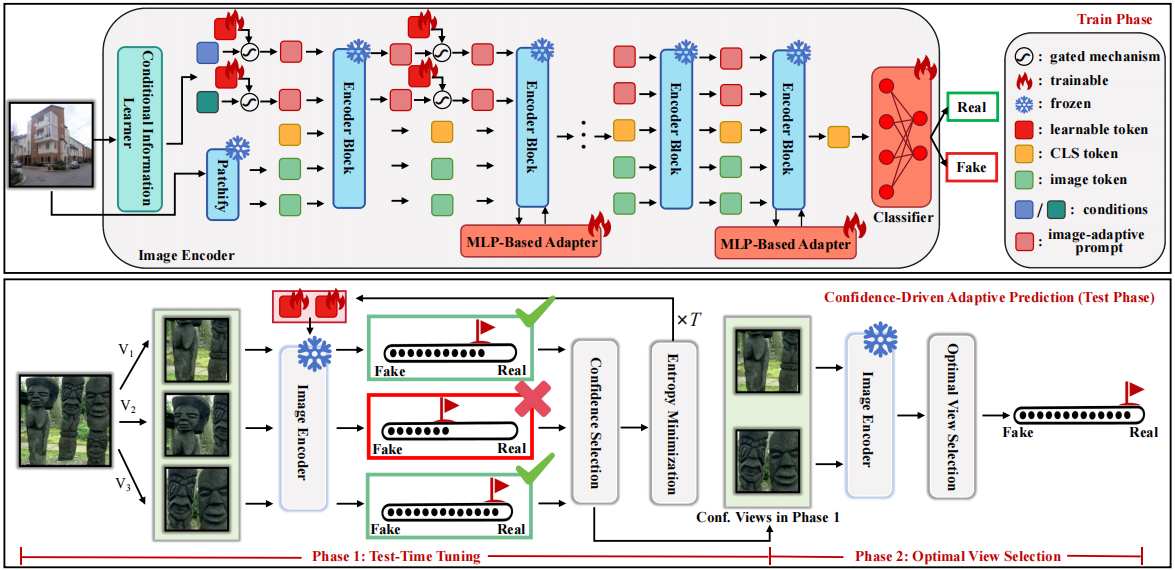 Train Phase
Conditional Information
Learner
Patchify
Encoder Block
Encoder Block
Encoder Block
Encoder Block
MLP-Based Adapter
MLP-Based Adapter
Image Encoder
Classifier
Real
Fake
: gated mechanism
: trainable
: frozen
: learnable token
: CLS token
: image token
/ : conditions
: image-adaptive
prompt
Confidence-Driven Adaptive Prediction (Test Phase)
V1
V2
V3
Image Encoder
Fake Real
Fake Real
Fake Real
Confidence Selection
Entropy Minimization
×T
Conf. Views in Phase 1
Image Encoder
Optimal View Selection
Fake Real
Phase 1: Test-Time Tuning
Phase 2: Optimal View Selection